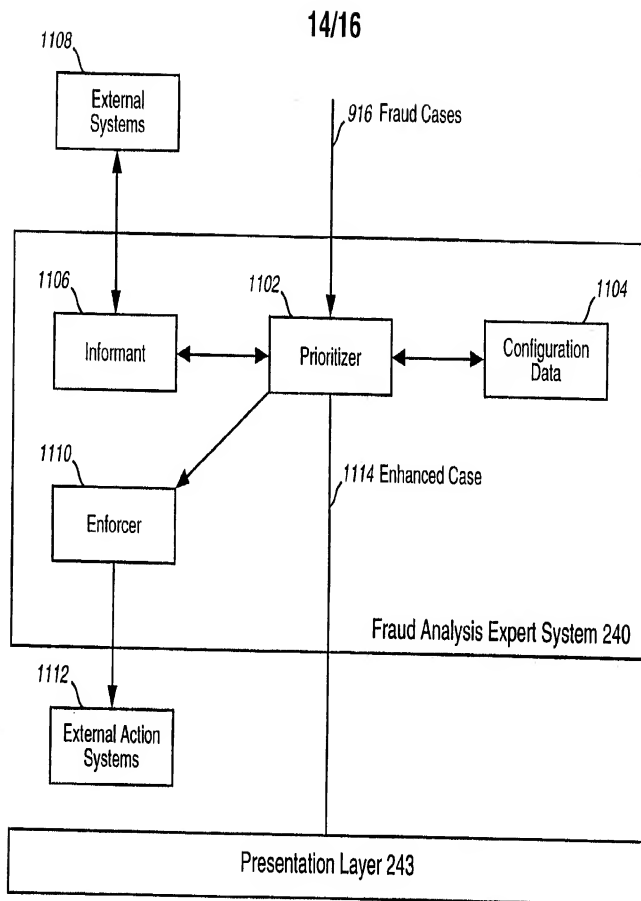 14/16
1108
External
Systems
916 Fraud Cases
1106
1102
1104
Informant
Prioritizer
Configuration
Data
1110
Enforcer
1114 Enhanced Case
Fraud Analysis Expert System 240
1112
External Action
Systems
Presentation Layer 243